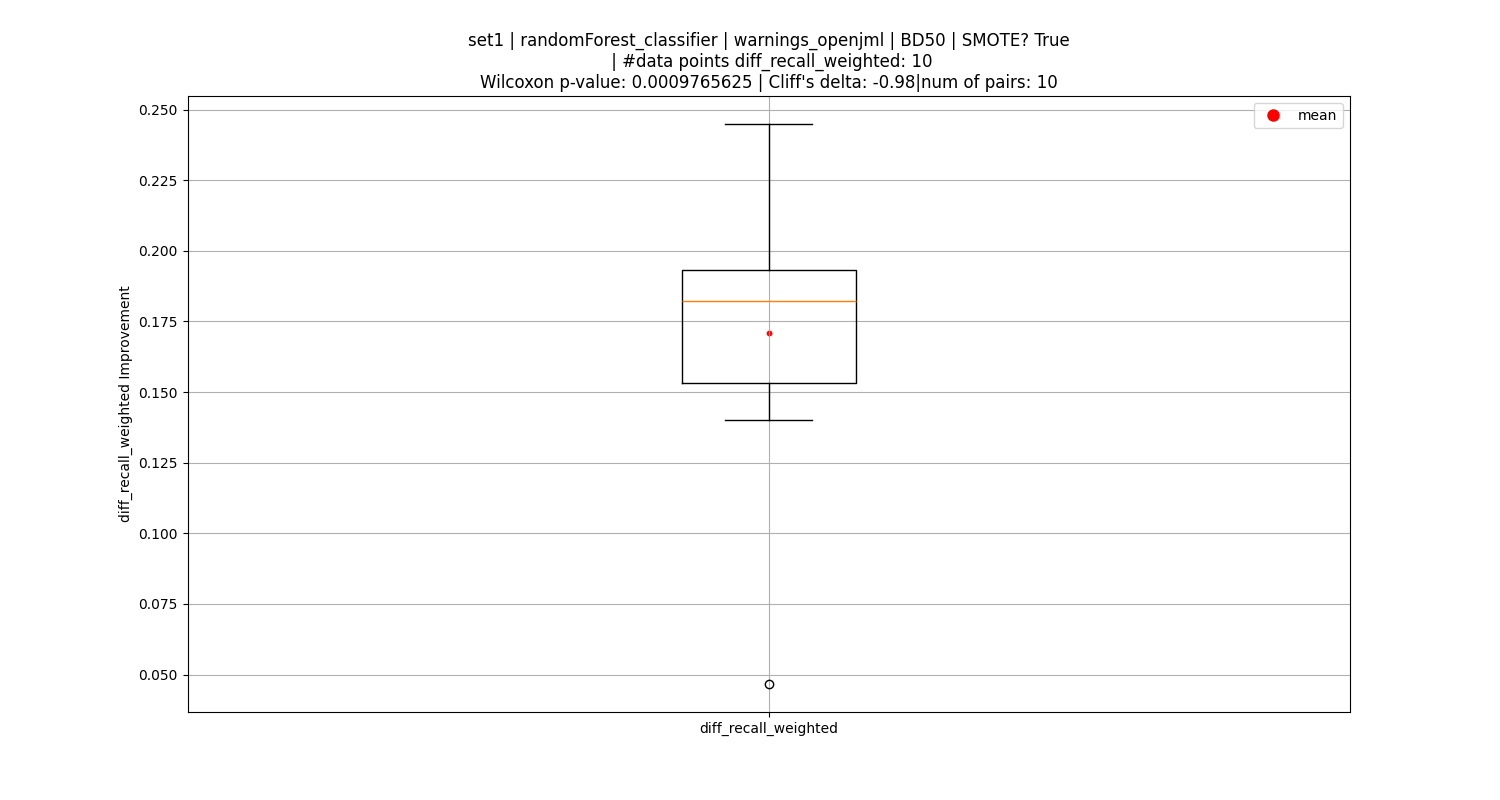 set1 | randomForest_classifier | warnings_openjml | BD50 | SMOTE? True
| #data points diff_recall_weighted: 10
Wilcoxon p-value: 0.0009765625 | Cliff's delta: -0.98|num of pairs: 10
mean
0.250
0.225
0.200
0.175
0.150
0.125
0.100
0.075
0.050
diff_recall_weighted Improvement
diff_recall_weighted